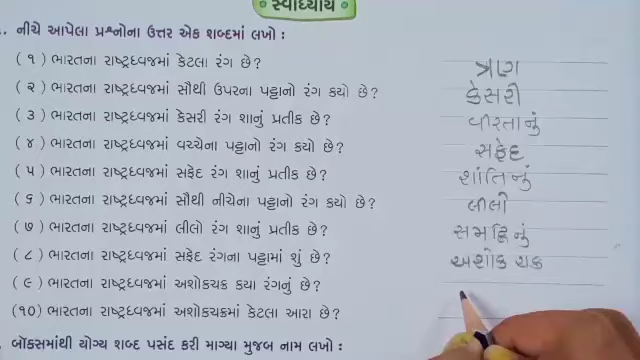 સ્વાધ્યાય
. નીચે આપેલા પ્રશ્નોના ઉત્તર એક શબ્દમાં લખો :
(૧) ભારતના રાષ્ટ્રધ્વજમાં કેટલા રંગ છે? ત્રણ
(૨) ભારતના રાષ્ટ્રધ્વજમાં સૌથી ઉપરના પટ્ટાનો રંગ કયો છે? કેસરી
(૩) ભારતના રાષ્ટ્રધ્વજમાં કેસરી રંગ શાનું પ્રતીક છે? વીરતાનું
(૪) ભારતના રાષ્ટ્રધ્વજમાં વચ્ચેના પટ્ટાનો રંગ કયો છે? સફેદ
(૫) ભારતના રાષ્ટ્રધ્વજમાં સફેદ રંગ શાનું પ્રતીક છે? શાંતિનું
(૬) ભારતના રાષ્ટ્રધ્વજમાં સૌથી નીચેના પટ્ટાનો રંગ કયો છે? લીલો
(૭) ભારતના રાષ્ટ્રધ્વજમાં લીલો રંગ શાનું પ્રતીક છે? સમૃદ્ધિનું
(૮) ભારતના રાષ્ટ્રધ્વજમાં સફેદ રંગના પટ્ટામાં શું છે? અશોક ચક્ર
(૯) ભારતના રાષ્ટ્રધ્વજમાં અશોકચક્ર કયા રંગનું છે?
(૧૦) ભારતના રાષ્ટ્રધ્વજમાં અશોકચક્રમાં કેટલા આરા છે?
. બૉક્સમાંથી યોગ્ય શબ્દ પસંદ કરી માગ્યા મુજબ નામ લખો :